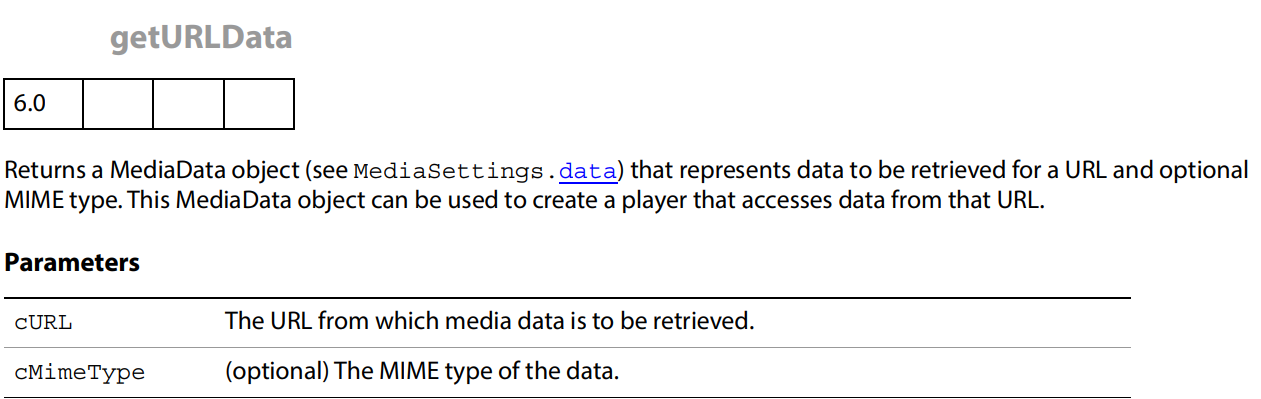 getURLData
6.0
Returns a MediaData object (see MediaSettings.data) that represents data to be retrieved for a URL and optional
MIME type. This MediaData object can be used to create a player that accesses data from that URL.
Parameters
cURL The URL from which media data is to be retrieved.
cMimeType (optional) The MIME type of the data.